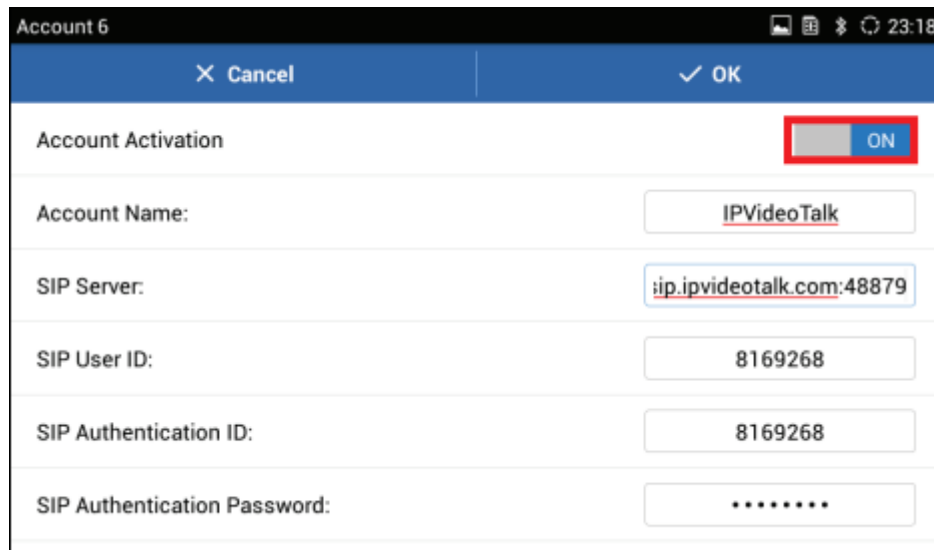 Account 6 23:18
Cancel OK
Account Activation ON
Account Name: IPVideoTalk
SIP Server: sip.ipvideotalk.com:48879
SIP User ID: 8169268
SIP Authentication ID: 8169268
SIP Authentication Password: ••••••••